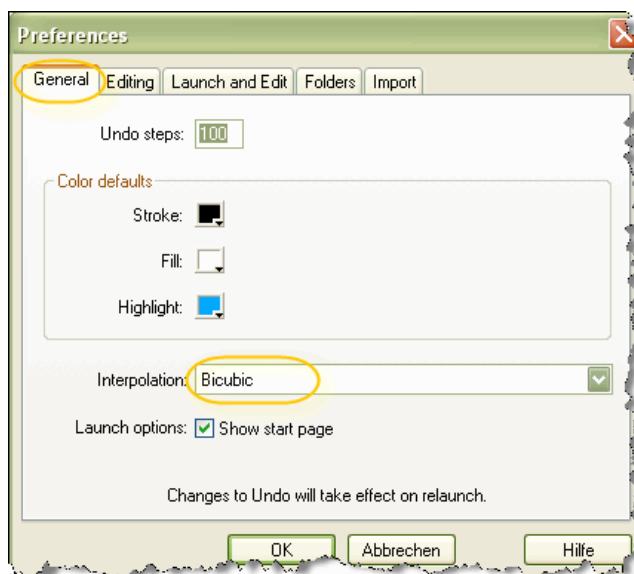 Preferences
General Editing Launch and Edit Folders Import
Undo steps: 100
Color defaults
Stroke:
Fill:
Highlight:
Interpolation: Bicubic
Launch options: Show start page
Changes to Undo will take effect on relaunch.
OK Abbrechen Hilfe